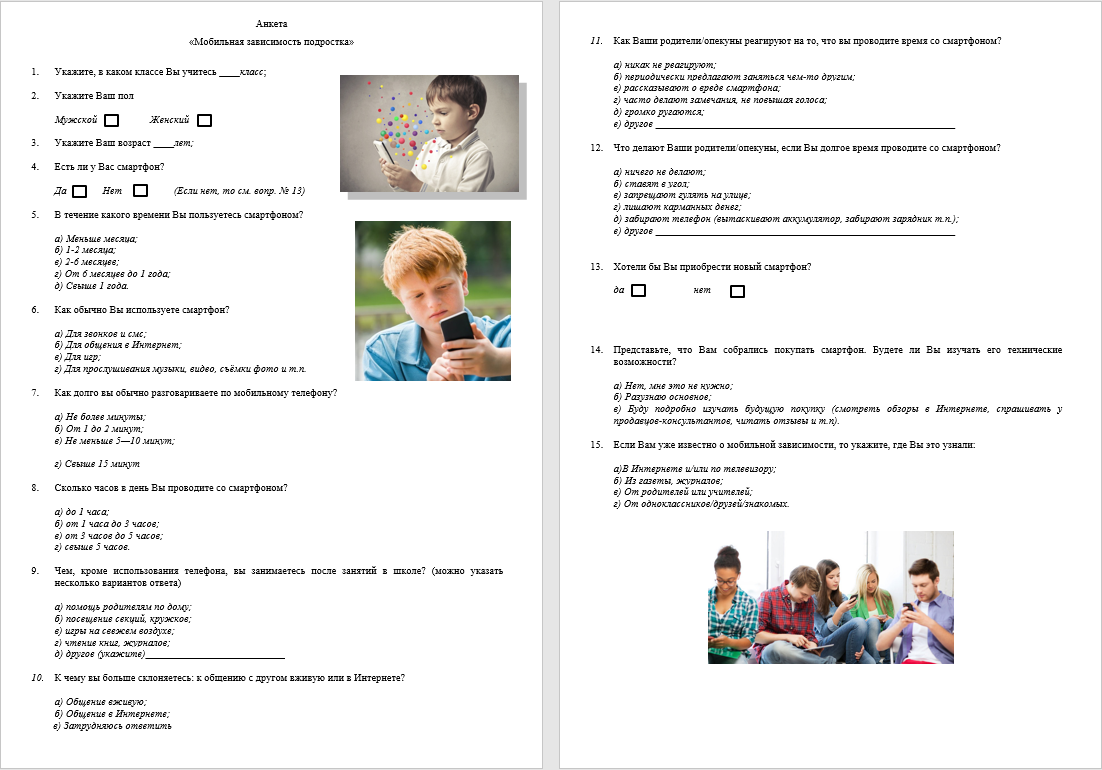 Анкета
«Мобильная зависимость подростка»
1. Укажите, в каком классе Вы учитесь ____класс;
2. Укажите Ваш пол
Мужской Женский
3. Укажите Ваш возраст ____лет;
4. Есть ли у Вас смартфон?
Да Нет (Если нет, то см. вопр. № 13)
5. В течение какого времени Вы пользуетесь смартфоном?
а) Меньше месяца;
б) 1-2 месяца;
в) 2-6 месяцев;
г) От 6 месяцев до 1 года;
д) Свыше 1 года.
6. Как обычно Вы используете смартфон?
а) Для звонков и смс;
б) Для общения в Интернет;
в) Для игр;
г) Для прослушивания музыки, видео, съёмки фото и т.п.
7. Как долго вы обычно разговариваете по мобильному телефону?
а) Не более минуты;
б) От 1 до 2 минут;
в) Не меньше 5—10 минут;
г) Свыше 15 минут
8. Сколько часов в день Вы проводите со смартфоном?
а) до 1 часа;
б) от 1 часа до 3 часов;
в) от 3 часов до 5 часов;
г) свыше 5 часов.
9. Чем, кроме использования телефона, вы занимаетесь после занятий в школе? (можно указать
несколько вариантов ответа)
а) помощь родителям по дому;
б) посещение секций, кружков;
в) игры на свежем воздухе;
г) чтение книг, журналов;
д) другое (укажите)____________________________
10. К чему вы больше склоняетесь: к общению с другом вживую или в Интернете?
а) Общение вживую;
б) Общение в Интернете;
в) Затрудняюсь ответить
11. Как Ваши родители/опекуны реагируют на то, что вы проводите время со смартфоном?
а) никак не реагируют;
б) периодически предлагают заняться чем-то другим;
в) рассказывают о вреде смартфона;
г) часто делают замечания, не повышая голоса;
д) громко ругаются;
в) другое ____________________________________________________________
12. Что делают Ваши родители/опекуны, если Вы долгое время проводите со смартфоном?
а) ничего не делают;
б) ставят в угол;
в) запрещают гулять на улице;
г) лишают карманных денег;
д) забирают телефон (вытаскивают аккумулятор, забирают зарядник т.п.);
в) другое ____________________________________________________________
13. Хотели бы Вы приобрести новый смартфон?
да нет
14. Представьте, что Вам собрались покупать смартфон. Будете ли Вы изучать его технические
возможности?
а) Нет, мне это не нужно;
б) Разузнаю основное;
в) Буду подробно изучать будущую покупку (смотреть обзоры в Интернете, спрашивать у
продавцов-консультантов, читать отзывы и т.п).
15. Если Вам уже известно о мобильной зависимости, то укажите, где Вы это узнали:
а)В Интернете и/или по телевизору;
б) Из газеты, журналов;
в) От родителей или учителей;
г) От одноклассников/друзей/знакомых.